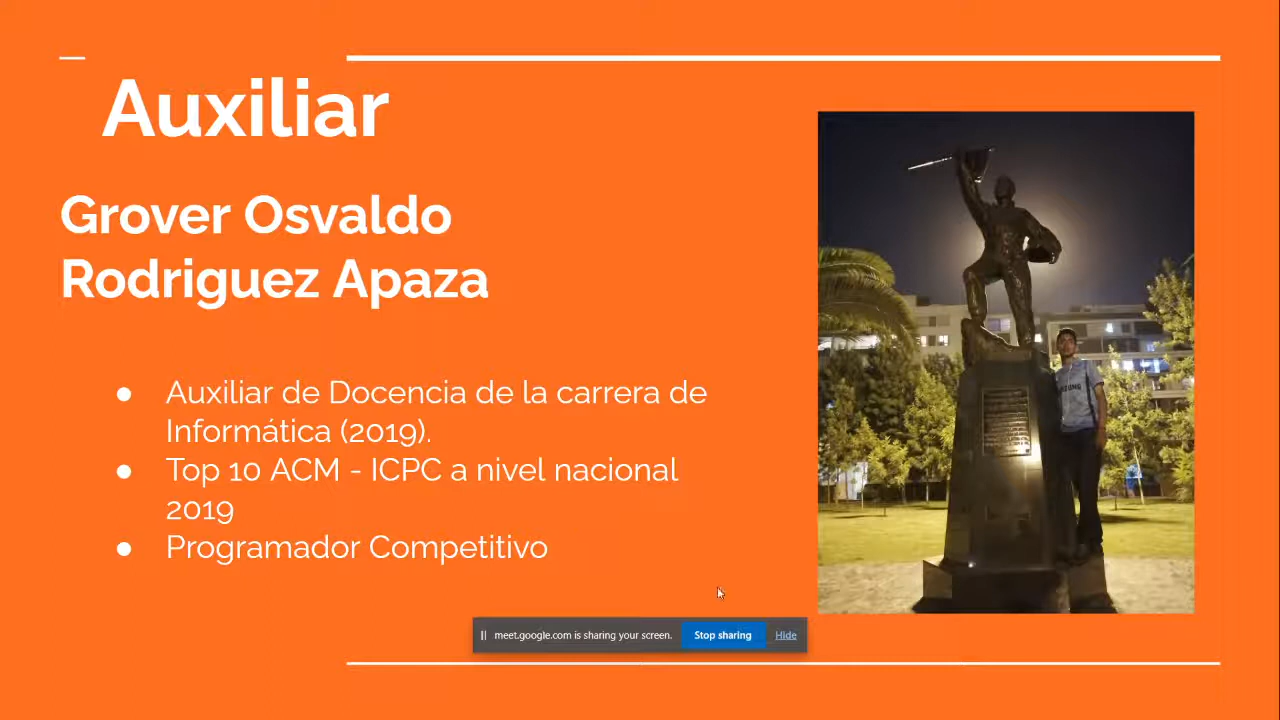 Auxiliar
Grover Osvaldo
Rodriguez Apaza
● Auxiliar de Docencia de la carrera de
Informática (2019).
● Top 10 ACM - ICPC a nivel nacional
2019
● Programador Competitivo
meet.google.com is sharing your screen. Stop sharing Hide